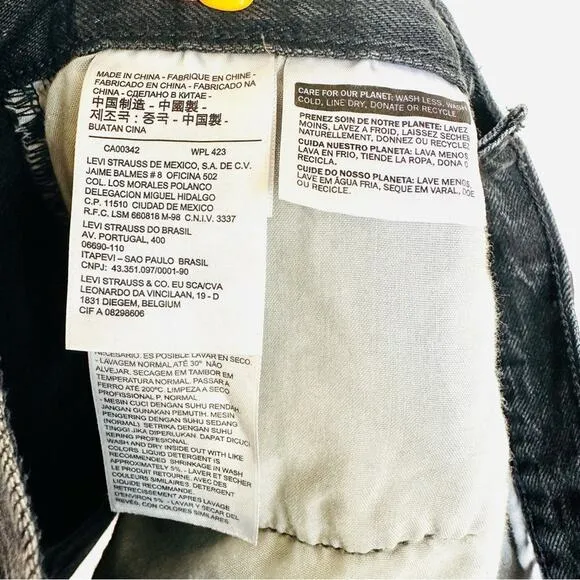 MADE IN CHINA - FABRIQUE EN CHINE -
FABRICADO EN CHINA - FABRICADO NA
CHINA - СДЕЛАНО В КИТАЕ -
中国制造 - 中國製 -
제조국 : 중국 - 中国製 -
BUATAN CINA
CA00342 WPL 423
LEVI STRAUSS DE MEXICO, S.A. DE C.V.
JAIME BALMES # 8 OFICINA 502
COL. LOS MORALES POLANCO
DELEGACION MIGUEL HIDALGO
C.P. 11510 CIUDAD DE MEXICO
R.F.C. LSM 660818 M-98 C.N.I.V. 3337
LEVI STRAUSS DO BRASIL
AV. PORTUGAL, 400
06690-110
ITAPEVI – SAO PAULO BRASIL
CNPJ: 43.351.097/0001-90
LEVI STRAUSS & CO. EU SCA/CVA
LEONARDO DA VINCILAAN, 19 - D
1831 DIEGEM, BELGIUM
CIF A 08298606
NECESARIO. ES POSIBLE LAVAR EN SECO.
- LAVAGEM NORMAL ATÉ 30° NÃO
ALVEJAR. SECAGEM EM TAMBOR EM
TEMPERATURA NORMAL. PASSAR A
FERRO ATÉ 200ºC. LIMPEZA A SECO
PROFISSIONAL P. NORMAL
- MESIN CUCI DENGAN SUHU RENDAH
JANGAN GUNAKAN PEMUTIH. MESIN
PENGERING DENGAN SUHU SEDANG
(NORMAL). SETRIKA DENGAN SUHU
TINGGI JIKA DIPERLUKAN. DAPAT DICUCI
KERING PROFESIONAL.
WASH AND DRY INSIDE OUT WITH LIKE
COLORS. LIQUID DETERGENT IS
RECOMMENDED. SHRINKAGE IN WASH
APPROXIMATELY 5%. - LAVER ET SÉCHER
LE PRODUIT RETOURNÉ, AVEC DES
COULEURS SIMILAIRES. DÉTERGENT
LIQUIDE RECOMMANDÉ.
RETRECISSEMENT APRÈS LAVAGE
D'ENVIRON 5%. - LAVAR Y SECAR DEL
REVÉS, CON COLORES SIMILARES.
CARE FOR OUR PLANET: WASH LESS, WASH
COLD, LINE DRY, DONATE OR RECYCLE
PRENEZ SOIN DE NOTRE PLANETE: LAVEZ
MOINS, LAVEZ A FROID, LAISSEZ SÉCHER
NATURELLEMENT, DONNEZ OU RECYCLEZ
CUIDA NUESTRO PLANETA: LAVA MENOS,
LAVA EN FRIO, TIENDE LA ROPA, DONA O
RECICLA
CUIDE DO NOSSO PLANETA: LAVE MENOS,
LAVE EM ÁGUA FRIA, SEQUE EM VARAL, DOE
OU RECICLE